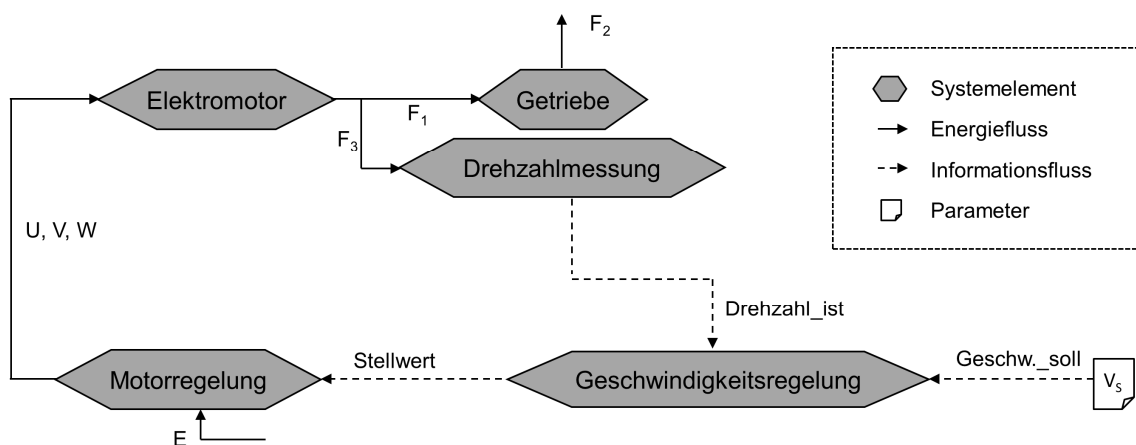 F2
Elektromotor
Getriebe
F1
F3
Drehzahlmessung
U, V, W
Drehzahl_ist
Motorregelung
Stellwert
Geschwindigkeitsregelung
Geschw._soll
VS
E
Systemelement
Energiefluss
Informationsfluss
Parameter